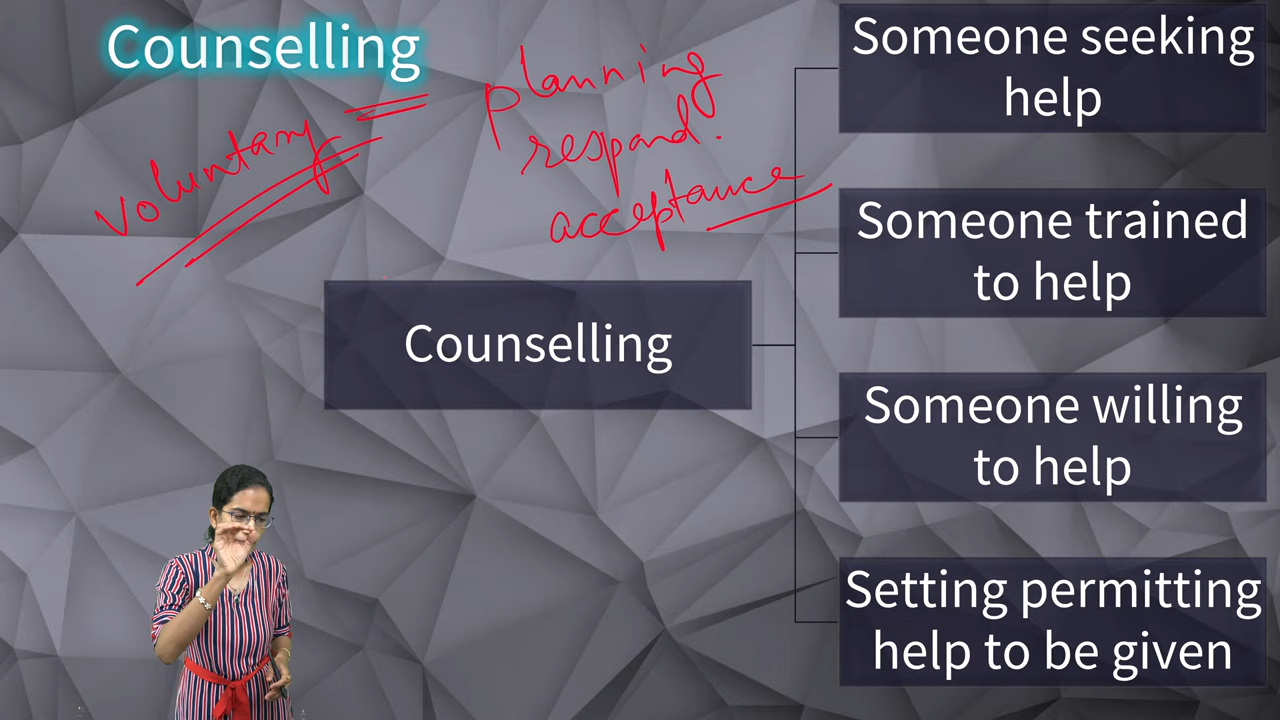 Counselling
voluntary
planning
respond.
acceptance
Counselling
Someone seeking
help
Someone trained
to help
Someone willing
to help
Setting permitting
help to be given